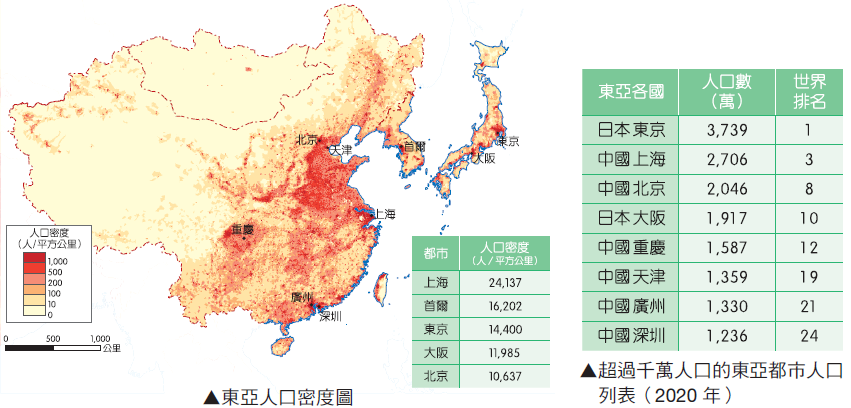 北京
天津
首爾
東京
大阪
上海
重慶
廣州
深圳
人口密度
（人/平方公里）
1,000
500
200
100
10
0
0 500 1,000
公里
都市 人口密度（人/平方公里）
上海 24,137
首爾 16,202
東京 14,400
大阪 11,985
北京 10,637
▲東亞人口密度圖
東亞各國 人口數（萬） 世界排名
日本東京 3,739 1
中國上海 2,706 3
中國北京 2,046 8
日本大阪 1,917 10
中國重慶 1,587 12
中國天津 1,359 19
中國廣州 1,330 21
中國深圳 1,236 24
▲超過千萬人口的東亞都市人口
列表（2020 年）